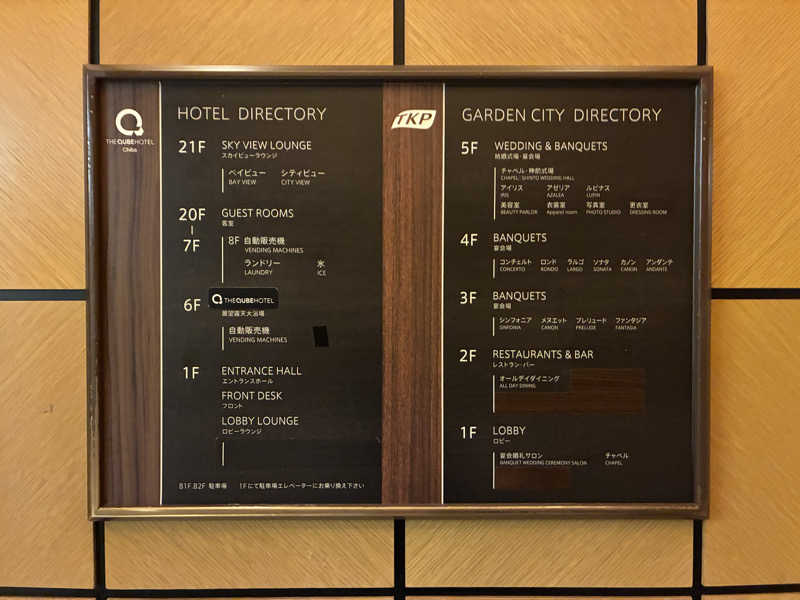 THE QUBE HOTEL
Chiba
HOTEL DIRECTORY
21F SKY VIEW LOUNGE
スカイビューラウンジ
ベイビュー シティビュー
BAY VIEW CITY VIEW
20F GUEST ROOMS
客室
7F 8F 自動販売機
VENDING MACHINES
ランドリー 氷
LAUNDRY ICE
6F THE QUBE HOTEL
展望露天大浴場
自動販売機
VENDING MACHINES
1F ENTRANCE HALL
エントランスホール
FRONT DESK
フロント
LOBBY LOUNGE
ロビーラウンジ
B1F.B2F 駐車場 1Fにて駐車場エレベーターにお乗り換え下さい
TKP
GARDEN CITY DIRECTORY
5F WEDDING & BANQUETS
結婚式場・宴会場
チャペル・神前式場
CHAPEL / SHINTO WEDDING HALL
アイリス アゼリア ルピナス
IRIS AZALEA LUPIN
美容室 衣裳室 写真室 更衣室
BEAUTY PARLOR Apparel room PHOTO STUDIO DRESSING ROOM
4F BANQUETS
宴会場
コンチェルト ロンド ラルゴ ソナタ カノン アンダンテ
CONCERTO RONDO LARGO SONATA CANON ANDANTE
3F BANQUETS
宴会場
シンフォニア メヌエット プレリュード ファンタジア
SINFONIA CANON PRELUDE FANTASIA
2F RESTAURANTS & BAR
レストラン・バー
オールデイダイニング
ALL DAY DINING
1F LOBBY
ロビー
宴会婚礼サロン チャペル
BANQUET WEDDING CEREMONY SALON CHAPEL